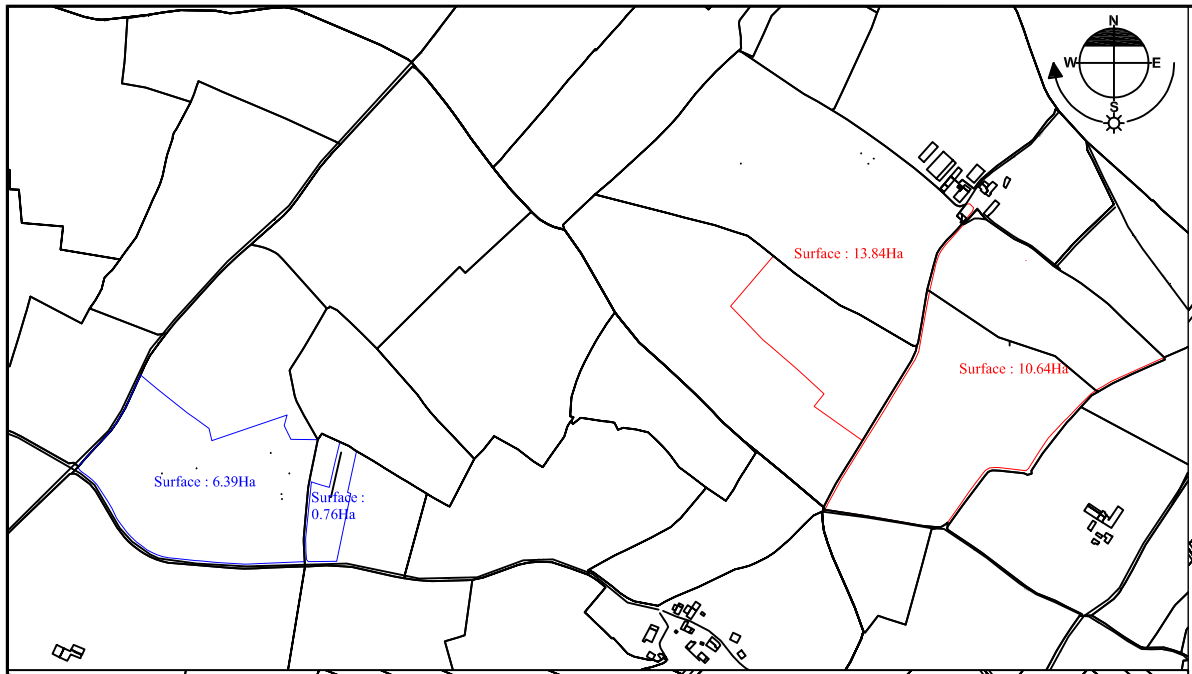 N
W
E
S
Surface : 13.84Ha
Surface : 10.64Ha
Surface : 6.39Ha
Surface :
0.76Ha